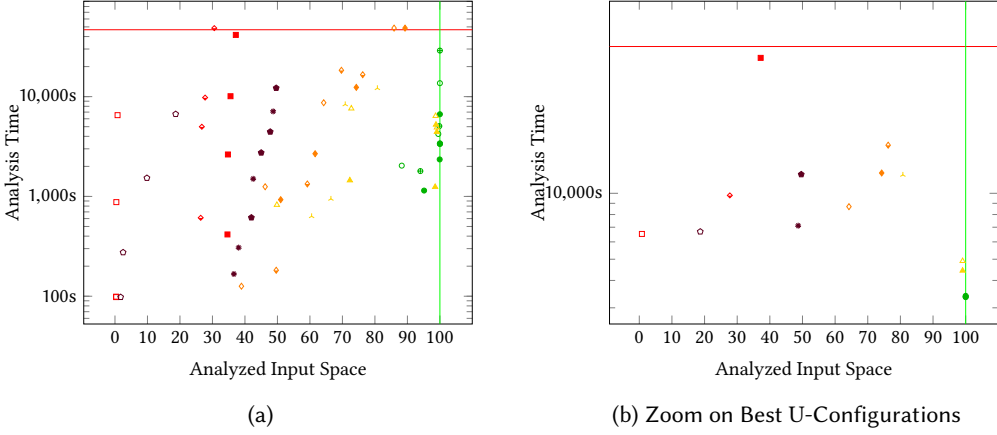 Analysis Time
10,000s
1,000s
100s
0 10 20 30 40 50 60 70 80 90 100
Analyzed Input Space
(a)
Analysis Time
10,000s
0 10 20 30 40 50 60 70 80 90 100
Analyzed Input Space
(b) Zoom on Best U-Configurations